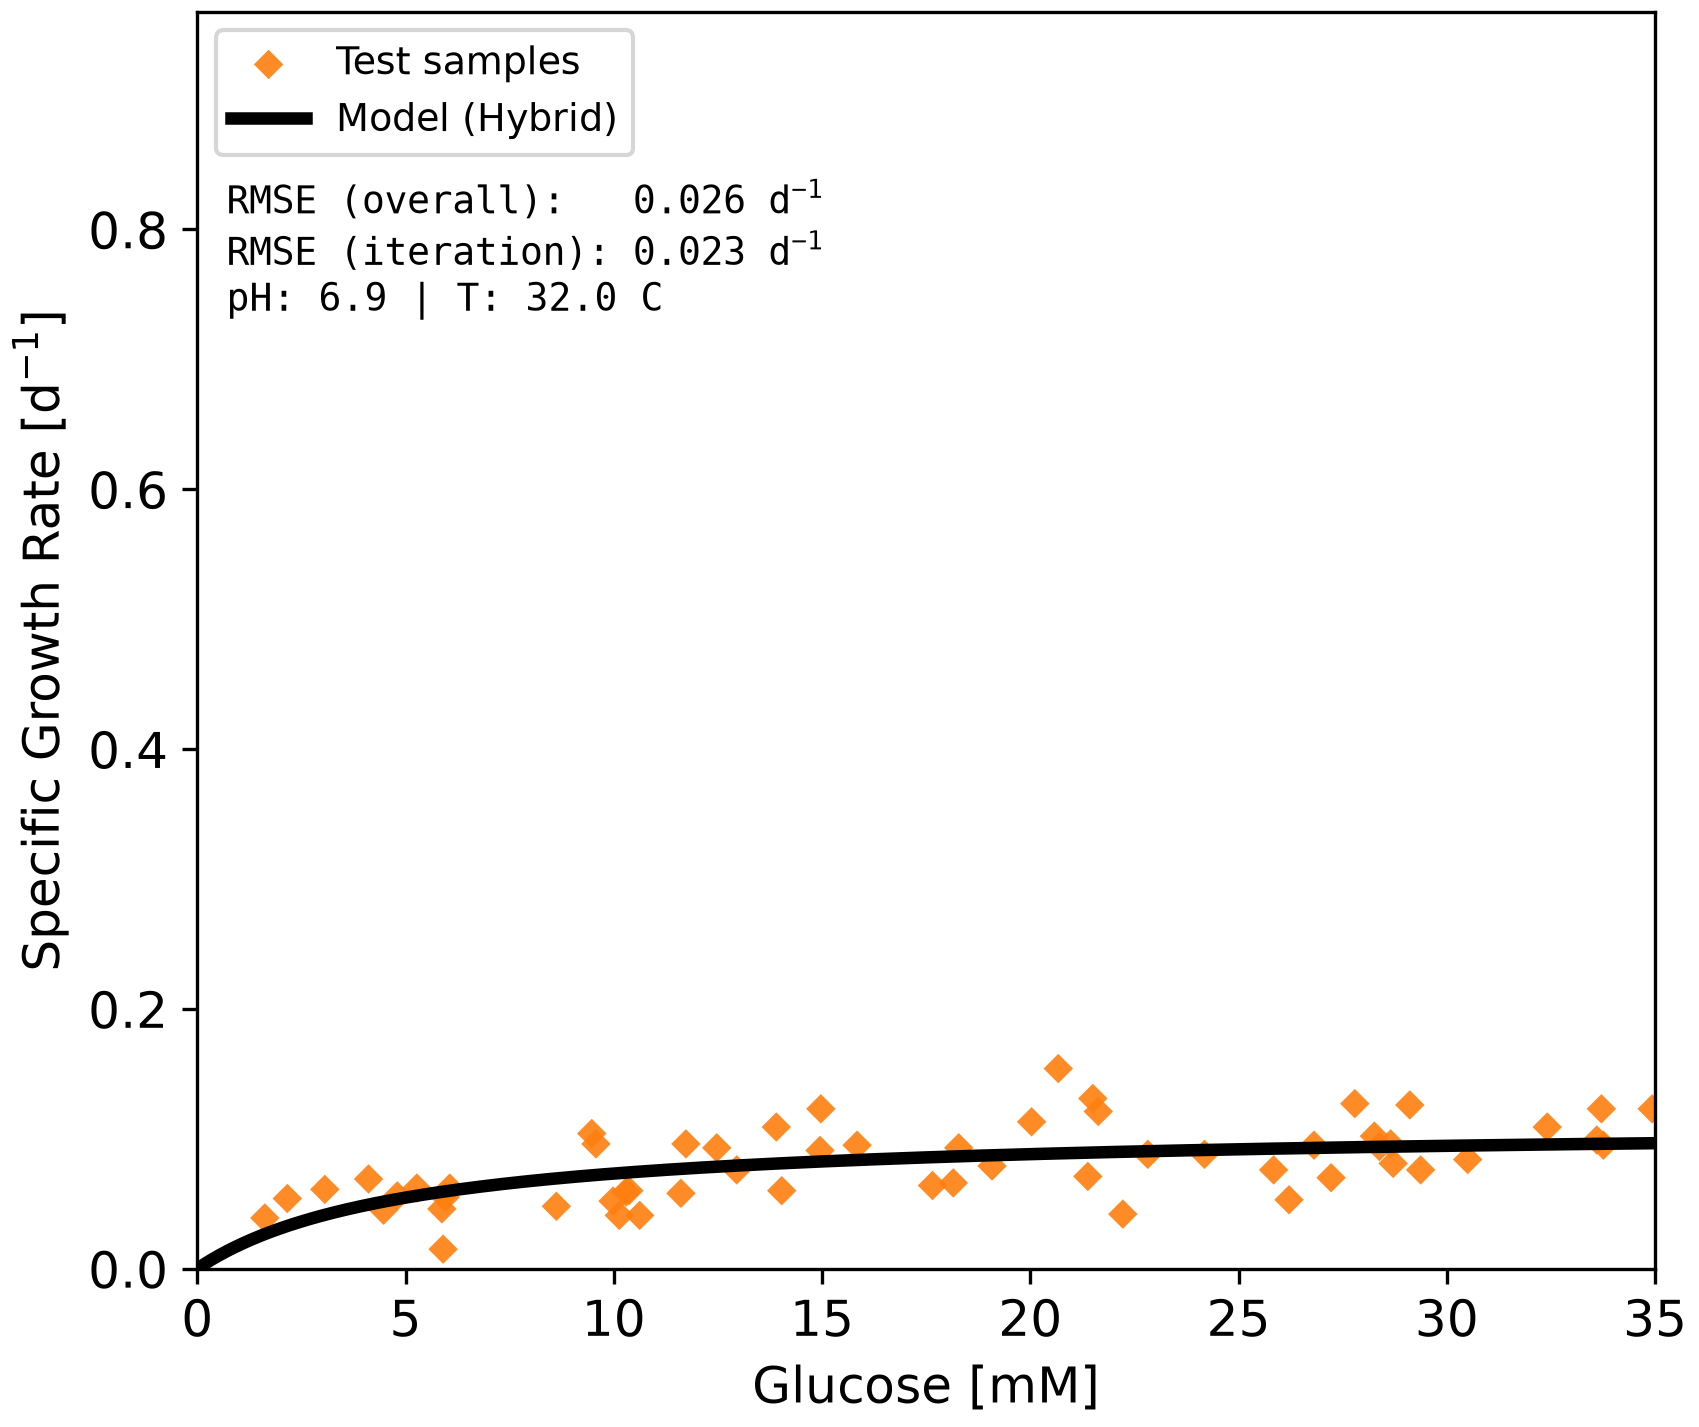 Test samples
Model (Hybrid)
RMSE (overall):   0.026 d⁻¹
RMSE (iteration): 0.023 d⁻¹
pH: 6.9 | T: 32.0 C
0.8
0.6
0.4
0.2
0.0
Specific Growth Rate [d⁻¹]
0 5 10 15 20 25 30 35
Glucose [mM]